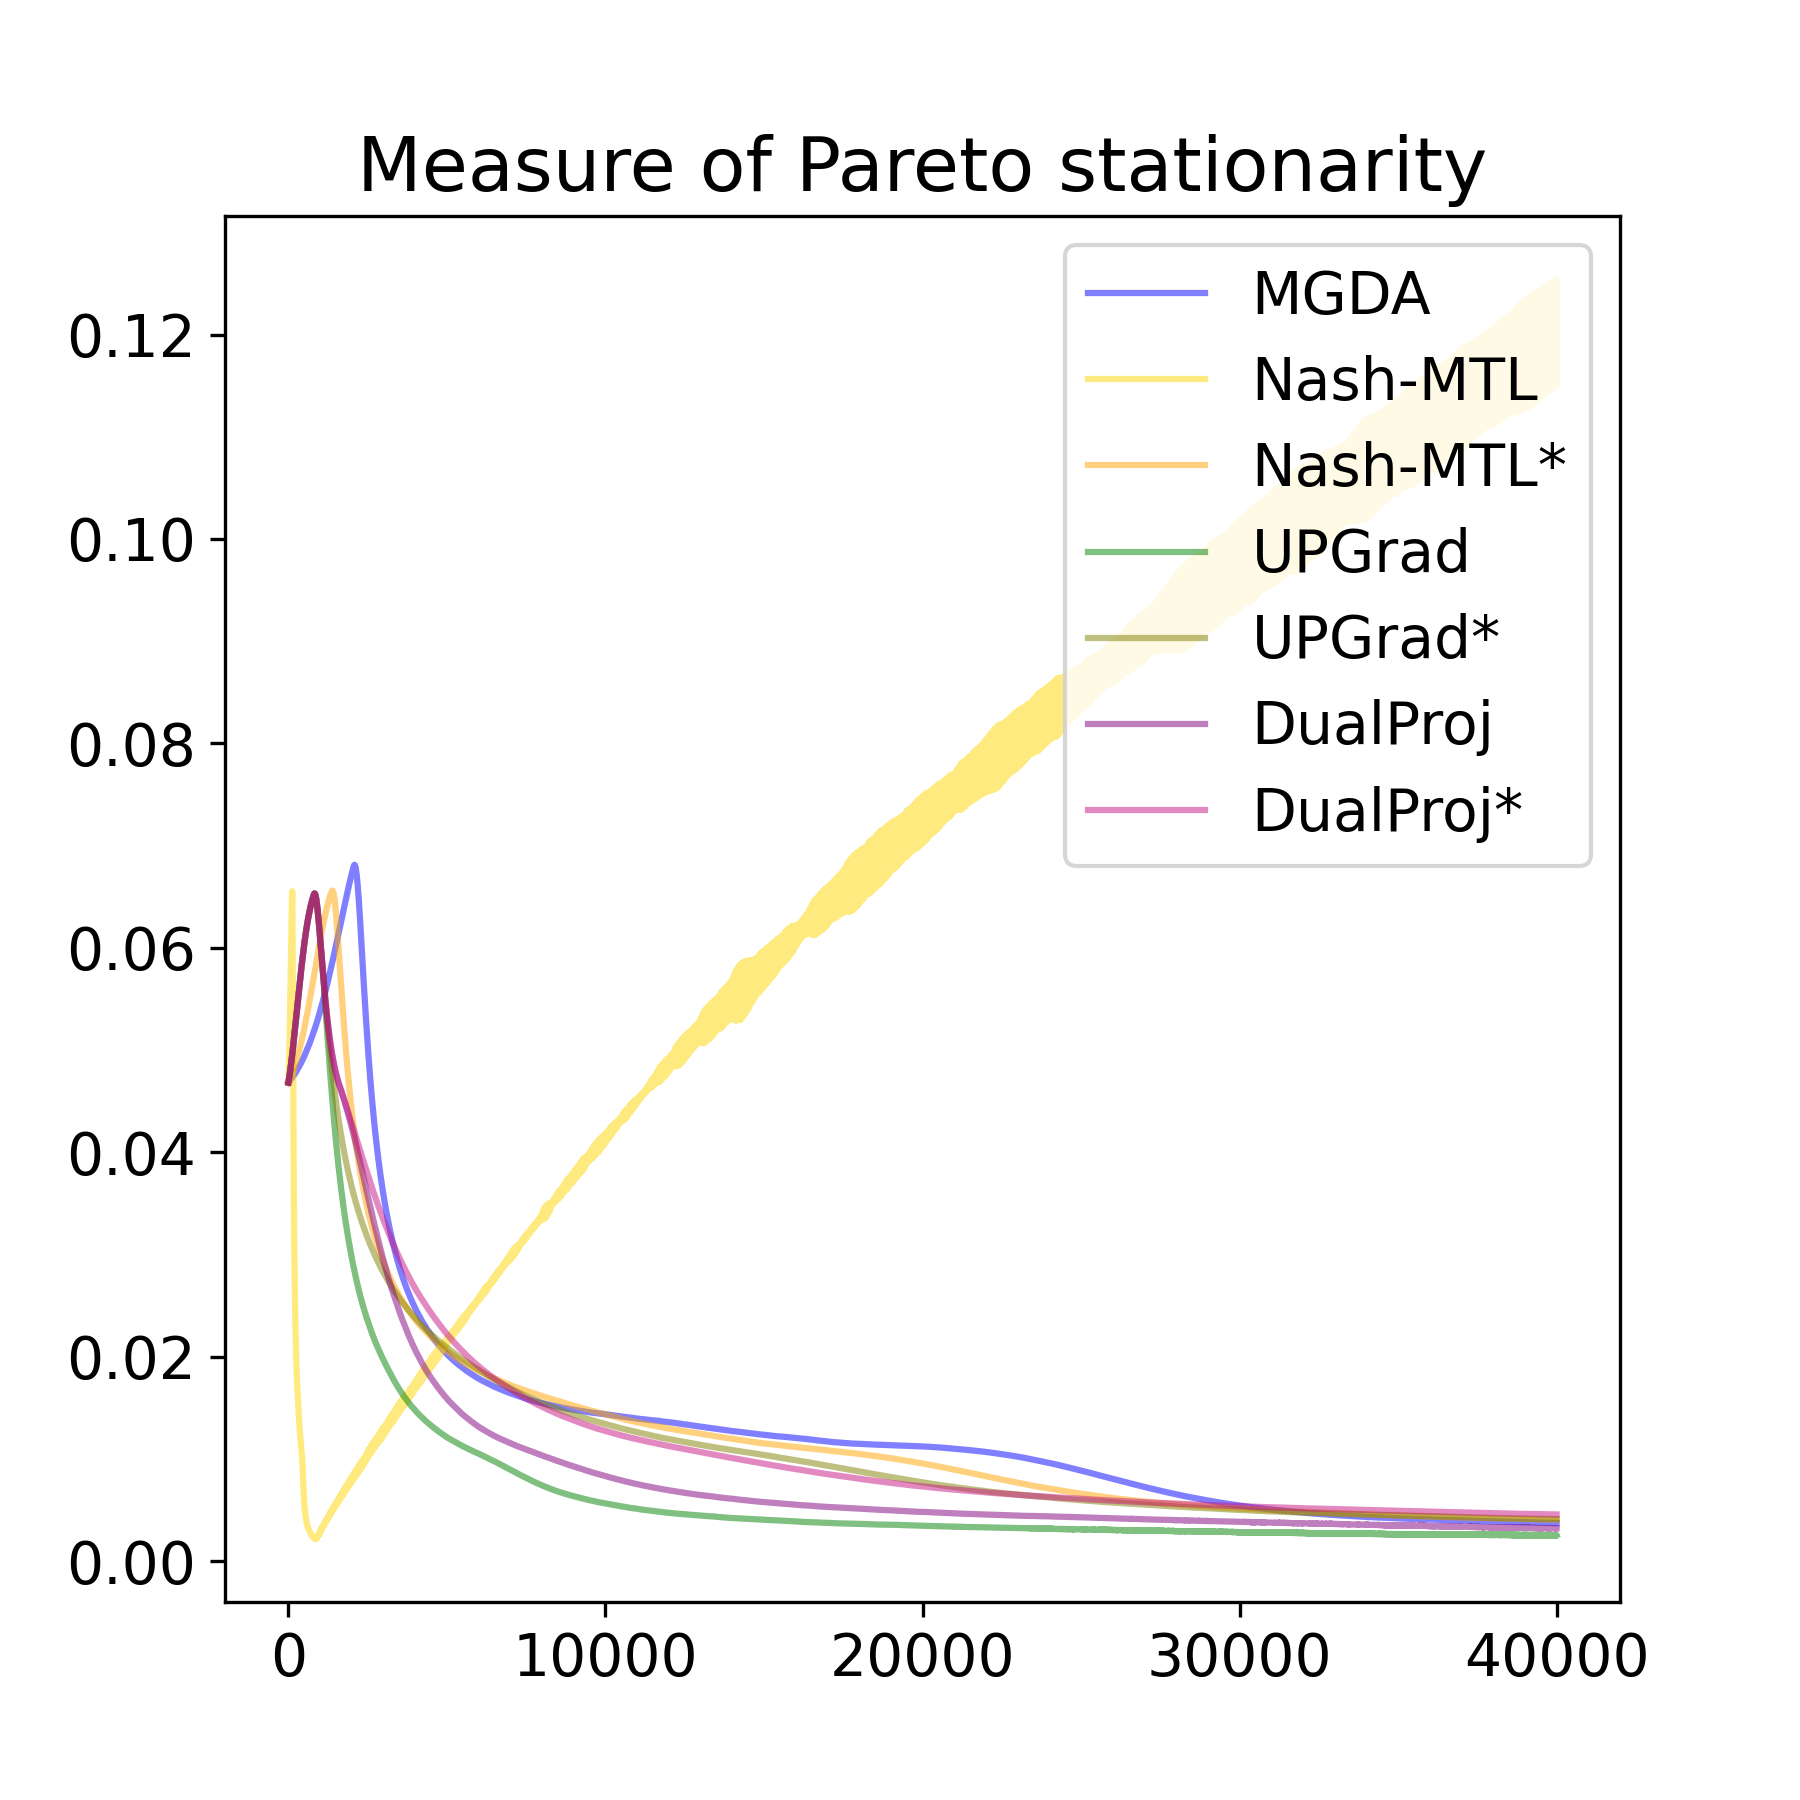 Measure of Pareto stationarity
MGDA
Nash-MTL
Nash-MTL*
UPGrad
UPGrad*
DualProj
DualProj*
0.12
0.10
0.08
0.06
0.04
0.02
0.00
0 10000 20000 30000 40000